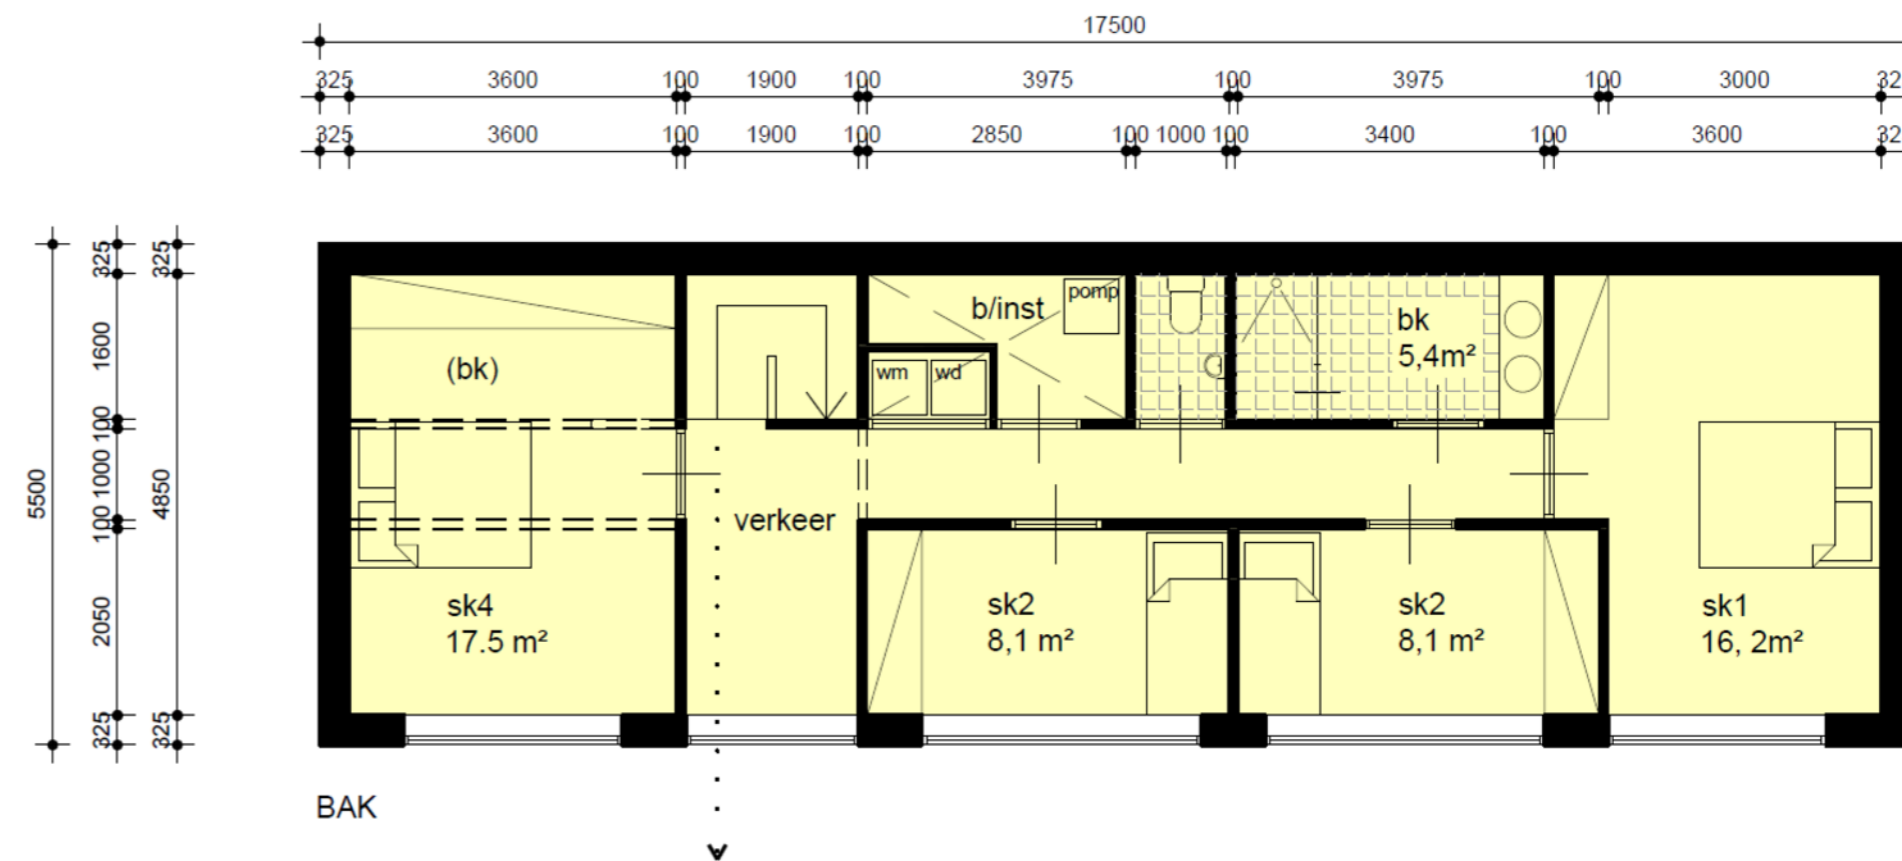 17500
325 3600 100 1900 100 3975 100 3975 100 3000 32
325 3600 100 1900 100 2850 100 1000 100 3400 100 3600 32
5500
325 1600 100 1000 100 2050 325
325 4850 325
b/inst
pomp
wm wd
bk
5,4m²
(bk)
verkeer
sk4
17.5 m²
sk2
8,1 m²
sk2
8,1 m²
sk1
16, 2m²
BAK